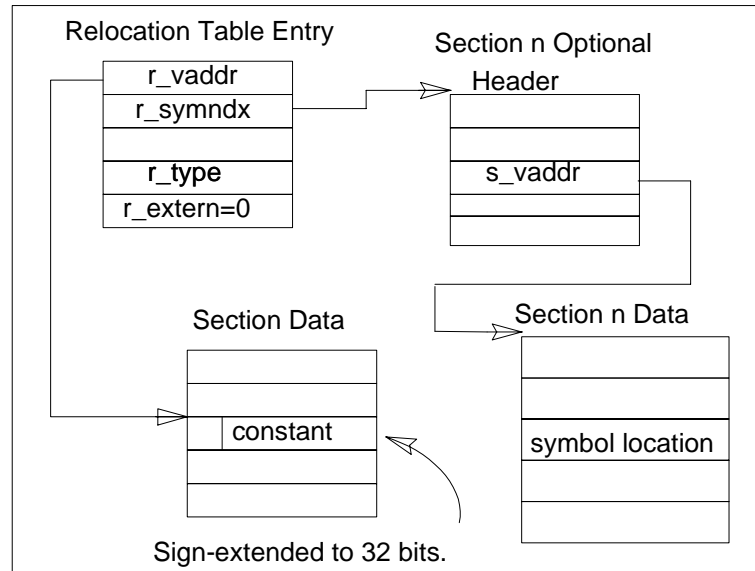 Relocation Table Entry
r_vaddr
r_symndx
r_type
r_extern=0
Section n Optional
Header
s_vaddr
Section Data
constant
Sign-extended to 32 bits.
Section n Data
symbol location